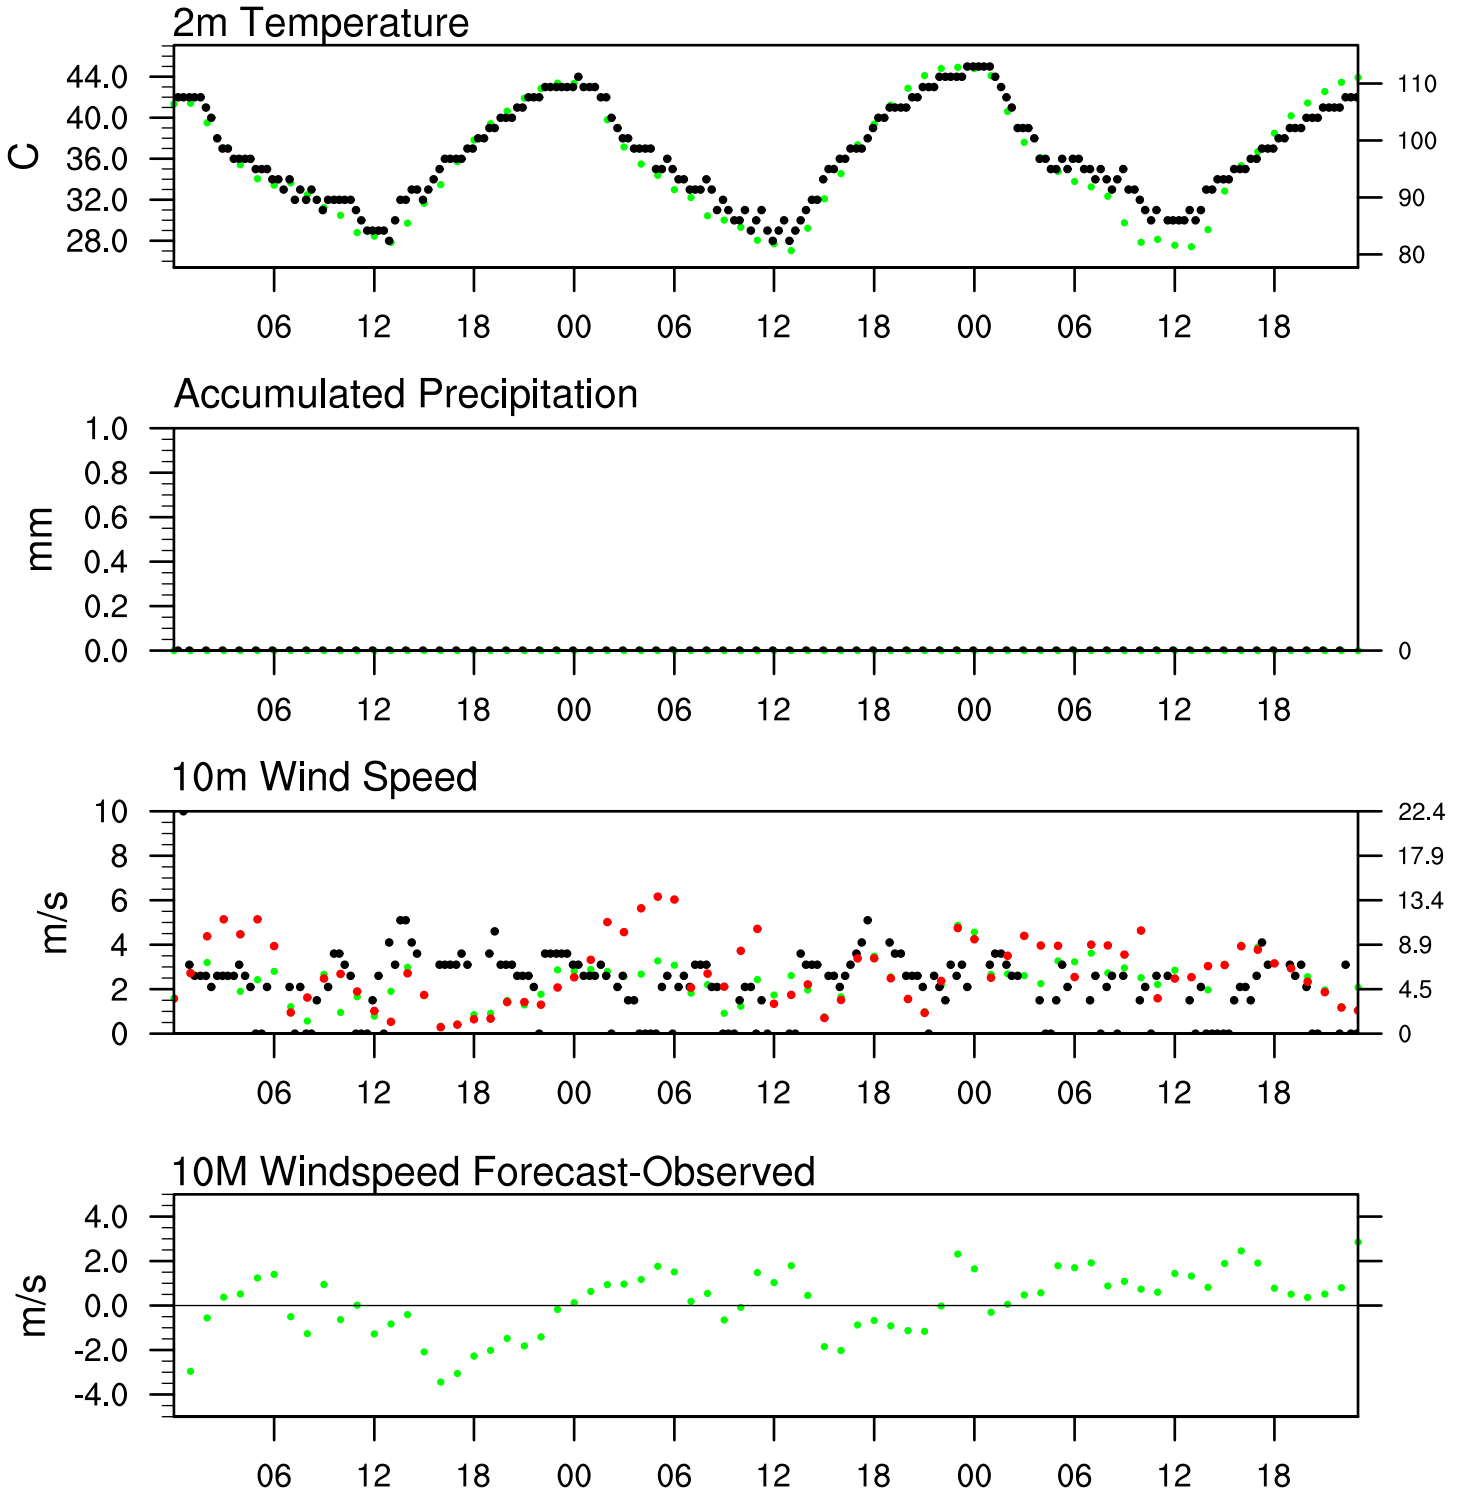 2m Temperature
44.0
40.0
36.0
32.0
28.0
C
110
100
90
80
06 12 18 00 06 12 18 00 06 12 18
Accumulated Precipitation
1.0
0.8
0.6
0.4
0.2
0.0
mm
0
06 12 18 00 06 12 18 00 06 12 18
10m Wind Speed
10
8
6
4
2
0
m/s
22.4
17.9
13.4
8.9
4.5
0
06 12 18 00 06 12 18 00 06 12 18
10M Windspeed Forecast-Observed
4.0
2.0
0.0
-2.0
-4.0
m/s
06 12 18 00 06 12 18 00 06 12 18